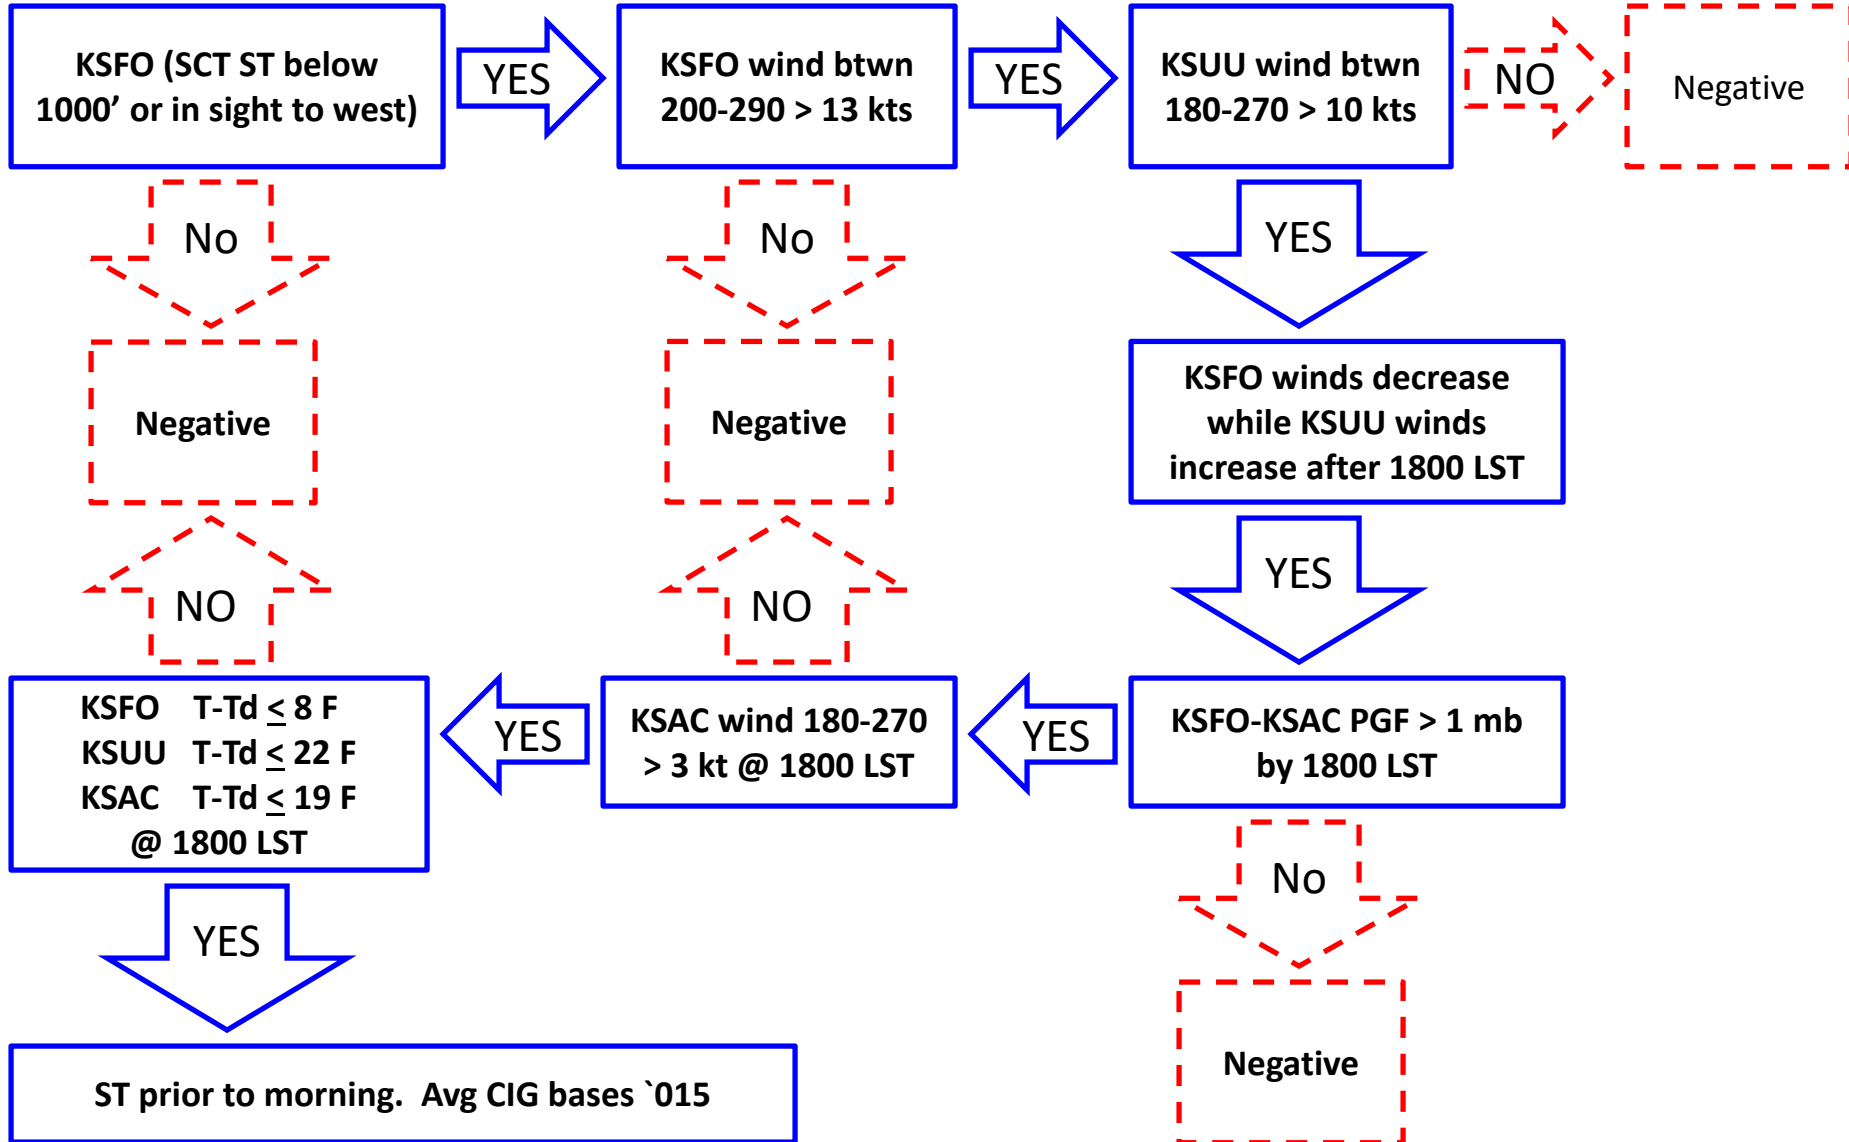 KSFO (SCT ST below
1000’ or in sight to west)
YES
KSFO wind btwn
200-290 > 13 kts
YES
KSUU wind btwn
180-270 > 10 kts
NO
Negative
No
No
YES
Negative
Negative
KSFO winds decrease
while KSUU winds
increase after 1800 LST
NO
NO
YES
KSFO T-Td < 8 F
KSUU T-Td < 22 F
KSAC T-Td < 19 F
@ 1800 LST
YES
KSAC wind 180-270
> 3 kt @ 1800 LST
YES
KSFO-KSAC PGF > 1 mb
by 1800 LST
YES
No
ST prior to morning. Avg CIG bases `015
Negative